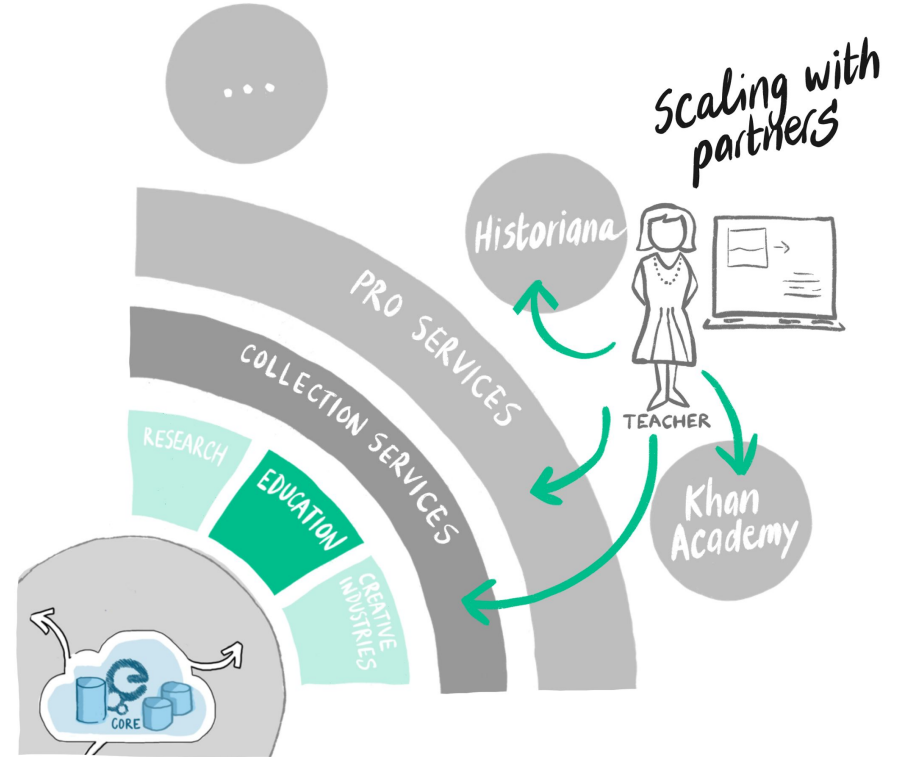 ...
Scaling with
partners
Historiana
PRO SERVICES
COLLECTION SERVICES
TEACHER
RESEARCH
EDUCATION
Khan
Academy
CREATIVE
INDUSTRIES
e
CORE